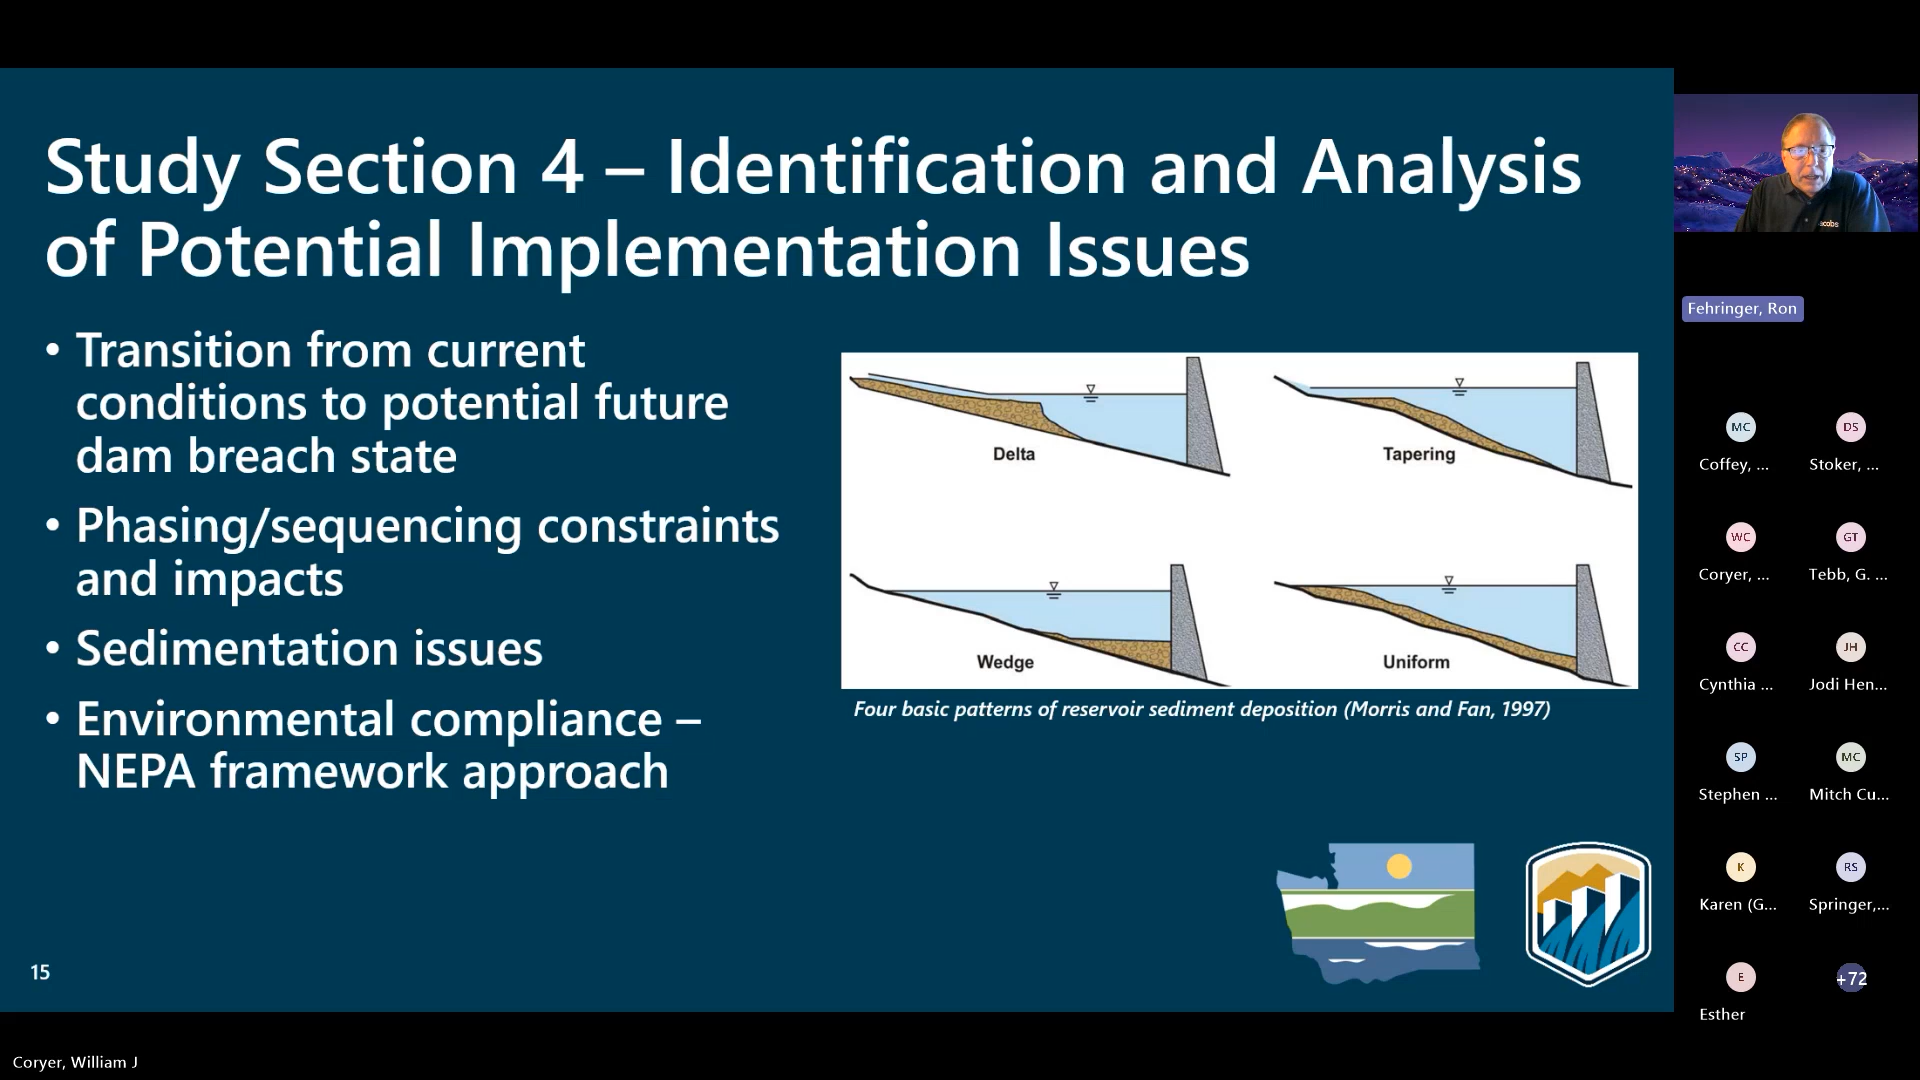 Study Section 4 – Identification and Analysis
of Potential Implementation Issues
• Transition from current
conditions to potential future
dam breach state
• Phasing/sequencing constraints
and impacts
• Sedimentation issues
• Environmental compliance –
NEPA framework approach
Delta
Tapering
Wedge
Uniform
Four basic patterns of reservoir sediment deposition (Morris and Fan, 1997)
15
Coryer, William J
acobs
Fehringer, Ron
MC
DS
Coffey, ...
Stoker, ...
WC
GT
Coryer, ...
Tebb, G. ...
CC
JH
Cynthia ...
Jodi Hen...
SP
MC
Stephen ...
Mitch Cu...
K
RS
Karen (G...
Springer,...
E
+72
Esther